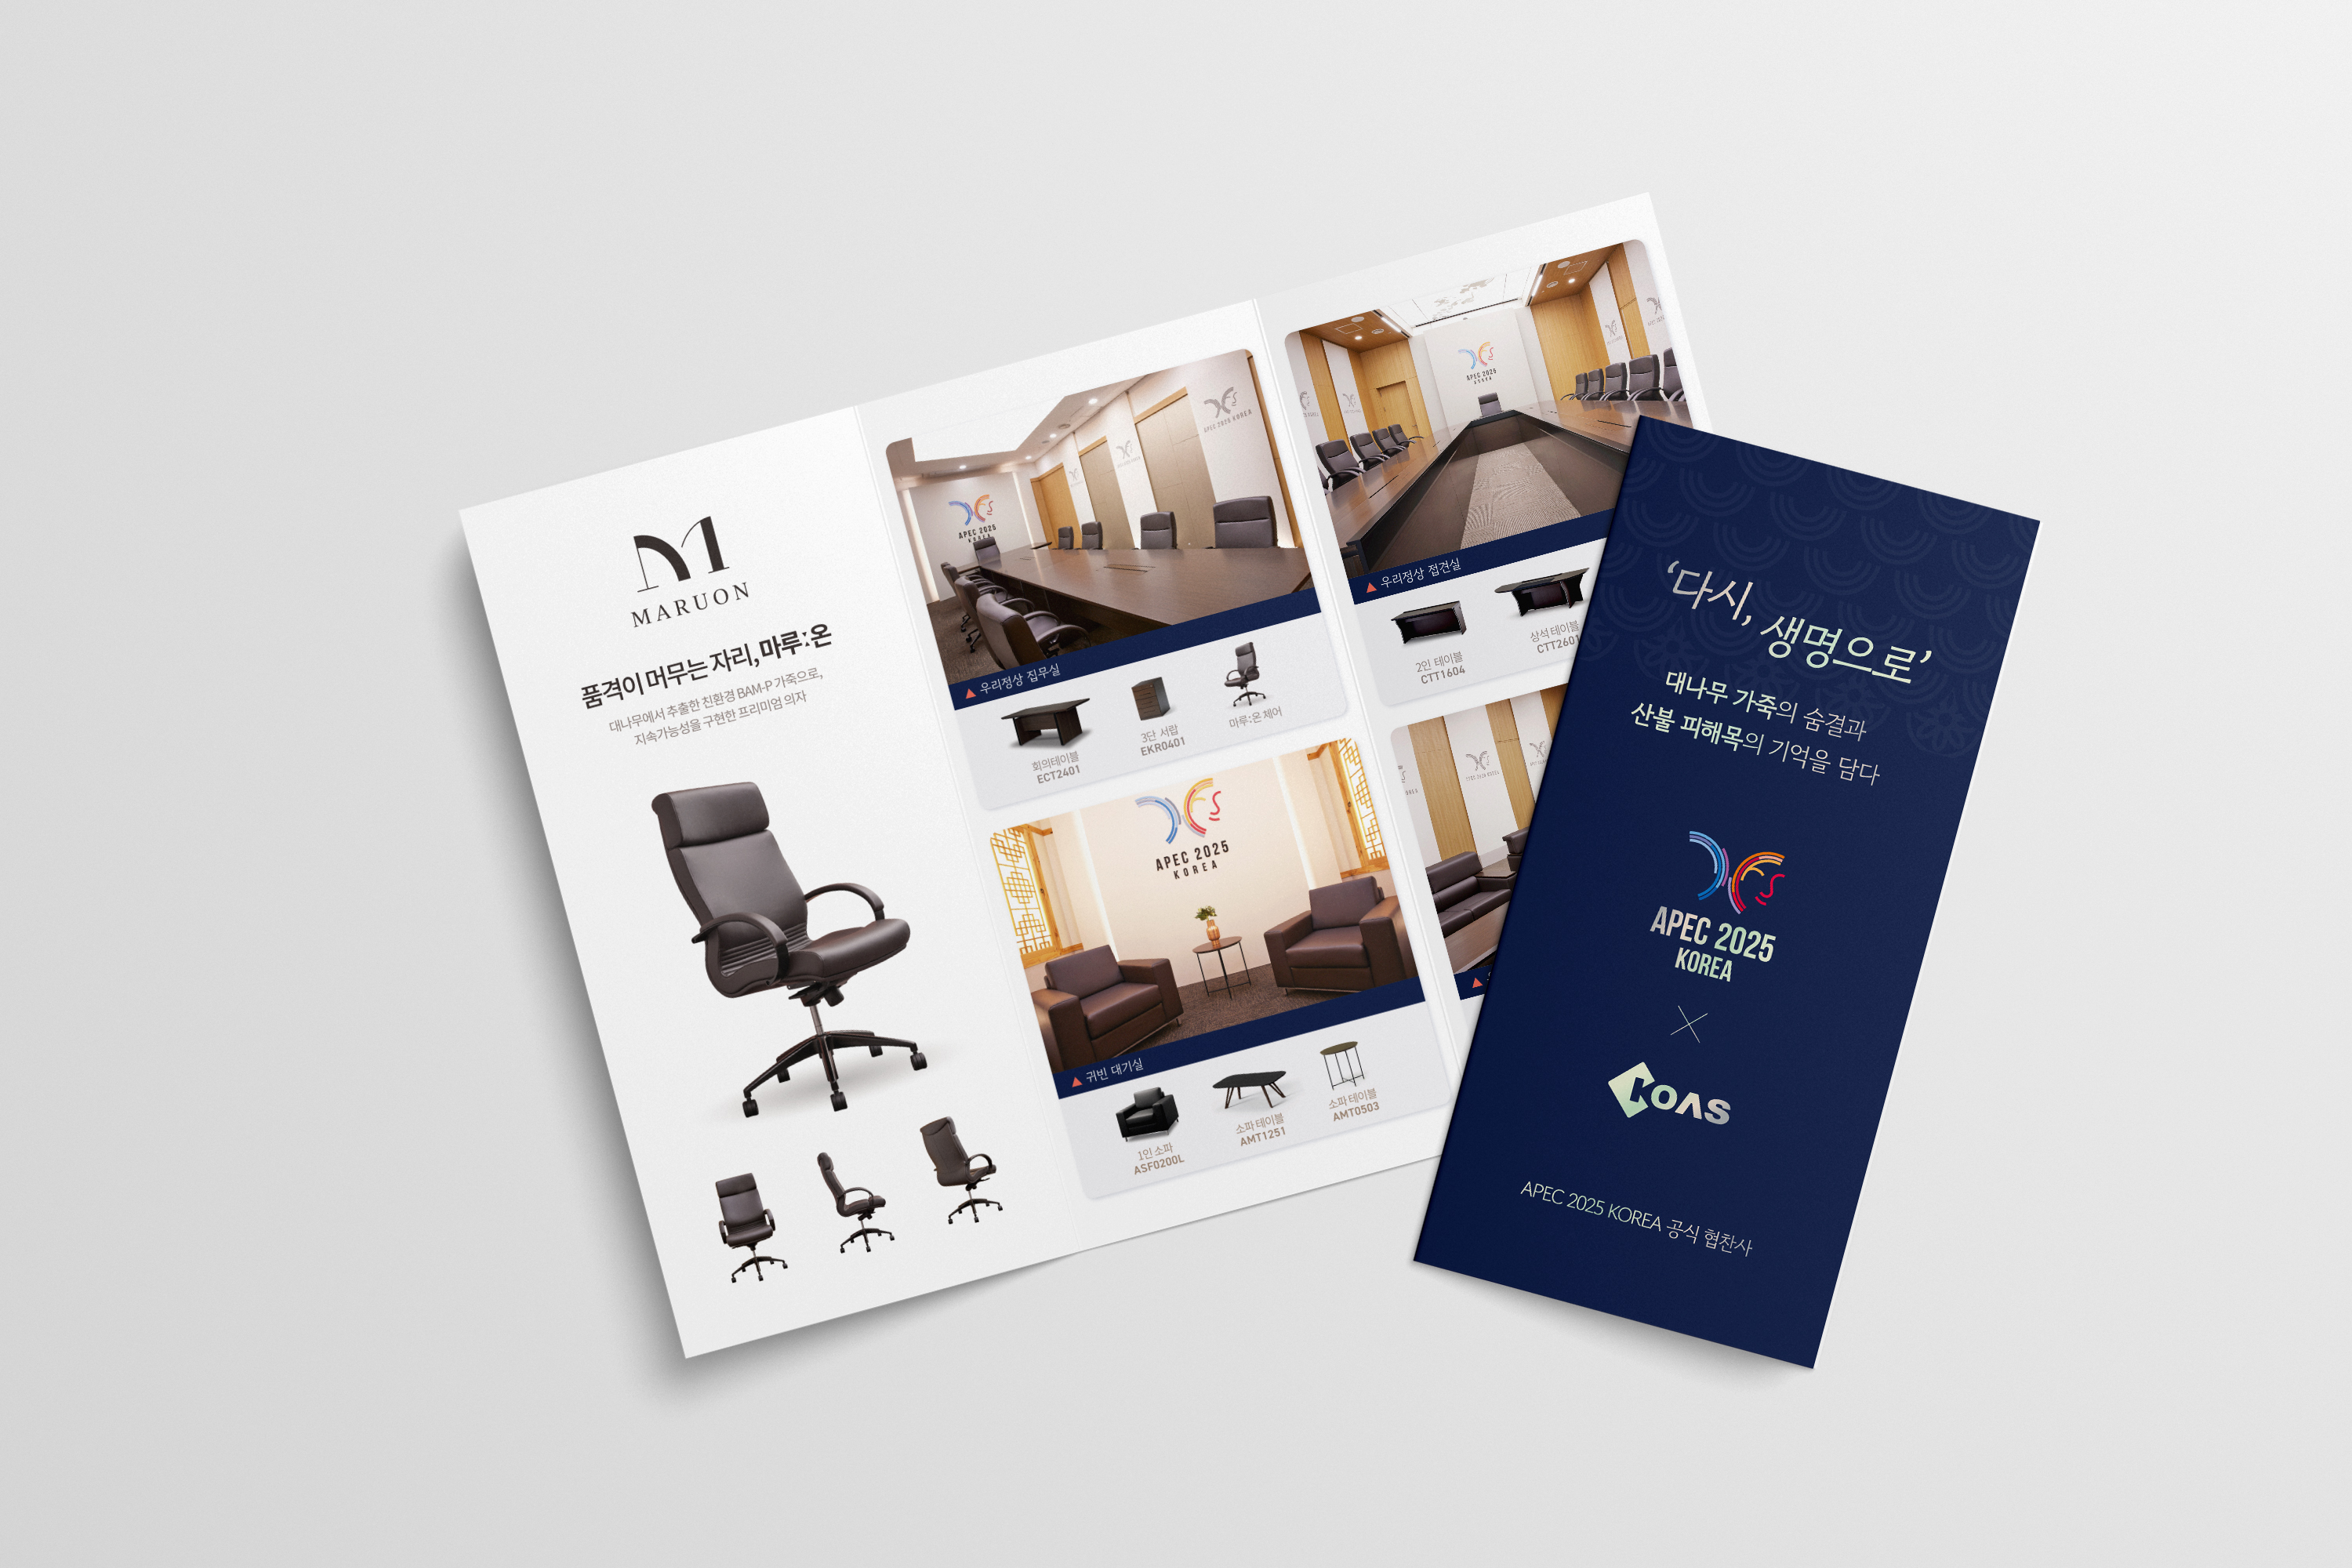 MARUON
품격이 머무는 자리, 마루:온
대나무에서 추출한 친환경 BAM-P 가죽으로,
지속가능성을 구현한 프리미엄 의자
APEC 2025 KOREA
APEC 2025
KOREA
▲ 우리정상 집무실
회의테이블
ECT2401
3단 서랍
EKR0401
마루:온 체어
APEC 2025
KOREA
▲ 귀빈 대기실
1인 소파
ASF0200L
소파 테이블
AMT1251
소파 테이블
AMT0503
APEC 2025
KOREA
▲ 우리정상 접견실
2인 테이블
CTT1604
상석 테이블
CTT2601
‘다시, 생명으로’
대나무 가죽의 숨결과
산불 피해목의 기억을 담다
APEC 2025
KOREA
COAS
APEC 2025 KOREA 공식 협찬사